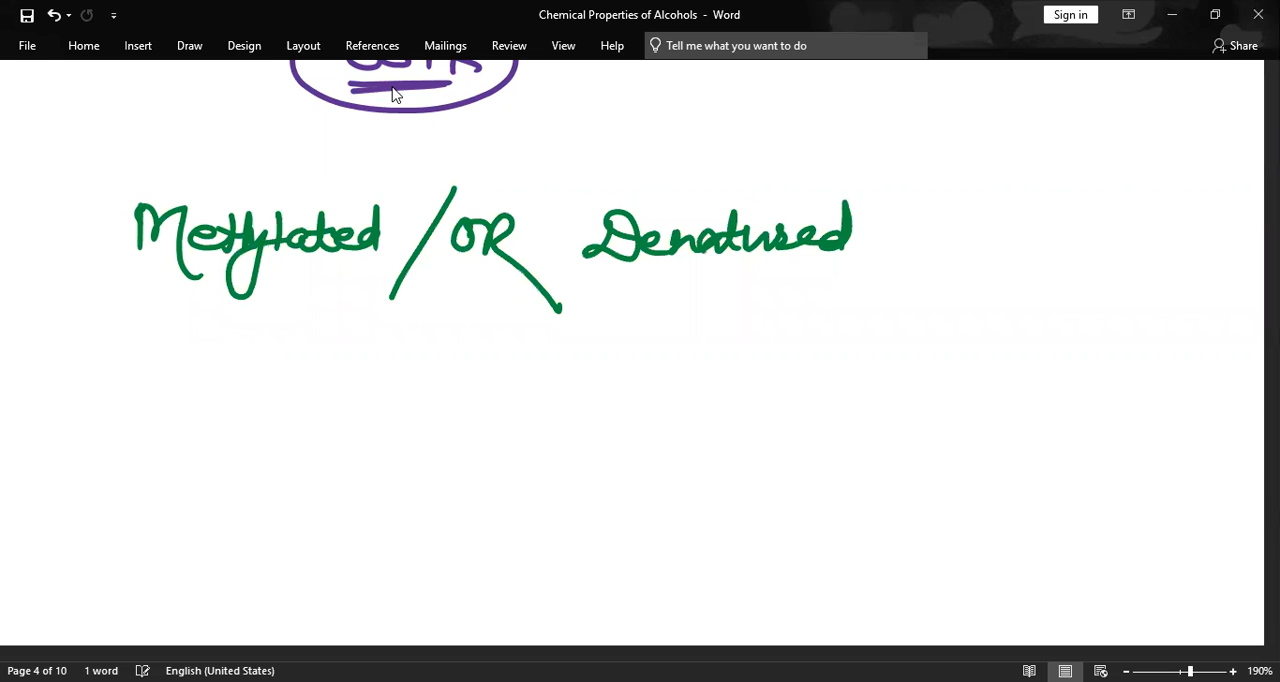 Chemical Properties of Alcohols - Word
Sign in
File Home Insert Draw Design Layout References Mailings Review View Help Tell me what you want to do Share
Methylated / OR Denatured
Page 4 of 10 1 word English (United States) 190%